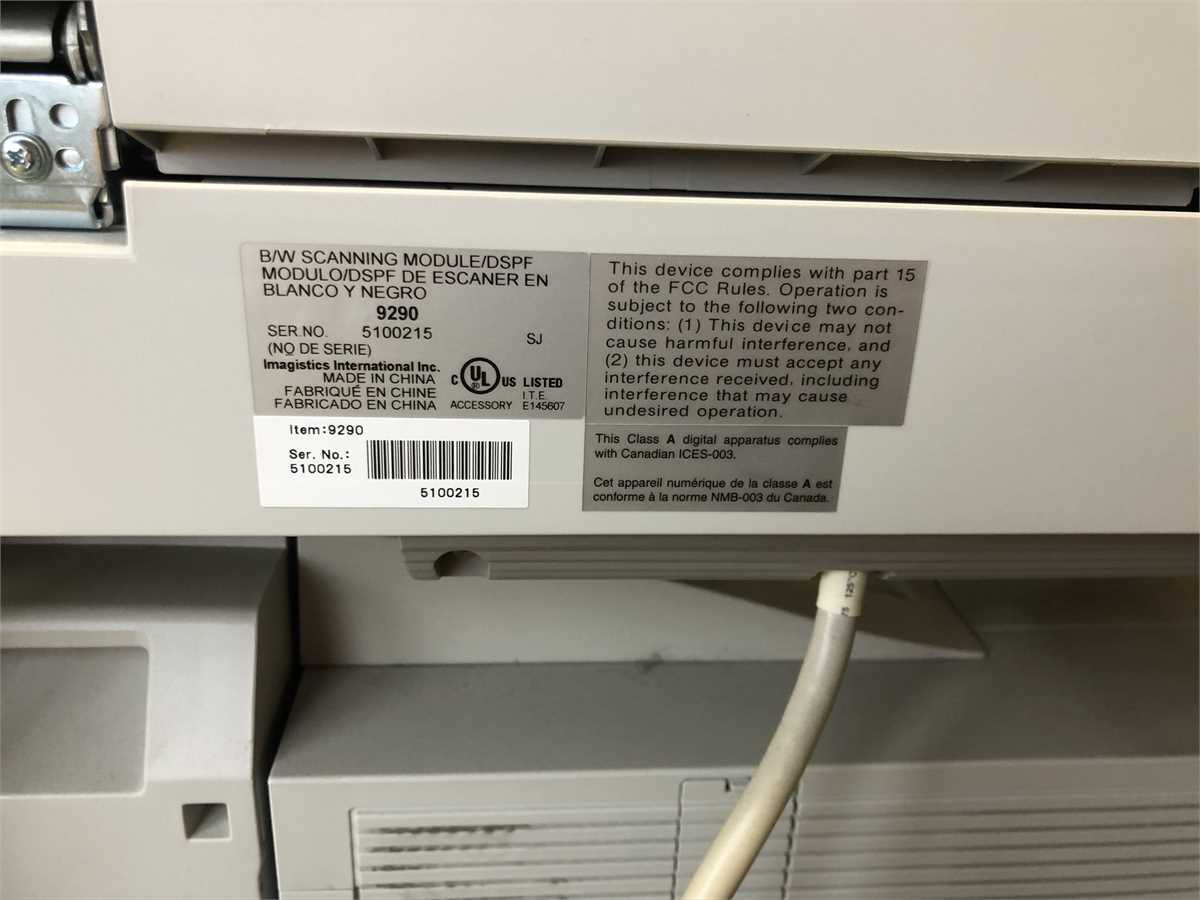 B/W SCANNING MODULE/DSPF
MODULO/DSPF DE ESCANER EN
BLANCO Y NEGRO
9290
SER.NO. 5100215
SJ
(NO DE SERIE)
Imagistics International Inc.
MADE IN CHINA
FABRIQUÉ EN CHINE
FABRICADO EN CHINA
C UL US LISTED
I.T.E.
ACCESSORY E145607
This device complies with part 15
of the FCC Rules. Operation is
subject to the following two con-
ditions: (1) This device may not
cause harmful interference, and
(2) this device must accept any
interference received, including
interference that may cause
undesired operation.
Item:9290
Ser. No.:
5100215
5100215
This Class A digital apparatus complies
with Canadian ICES-003.
Cet appareil numérique de la classe A est
conforme à la norme NMB-003 du Canada.
125°C